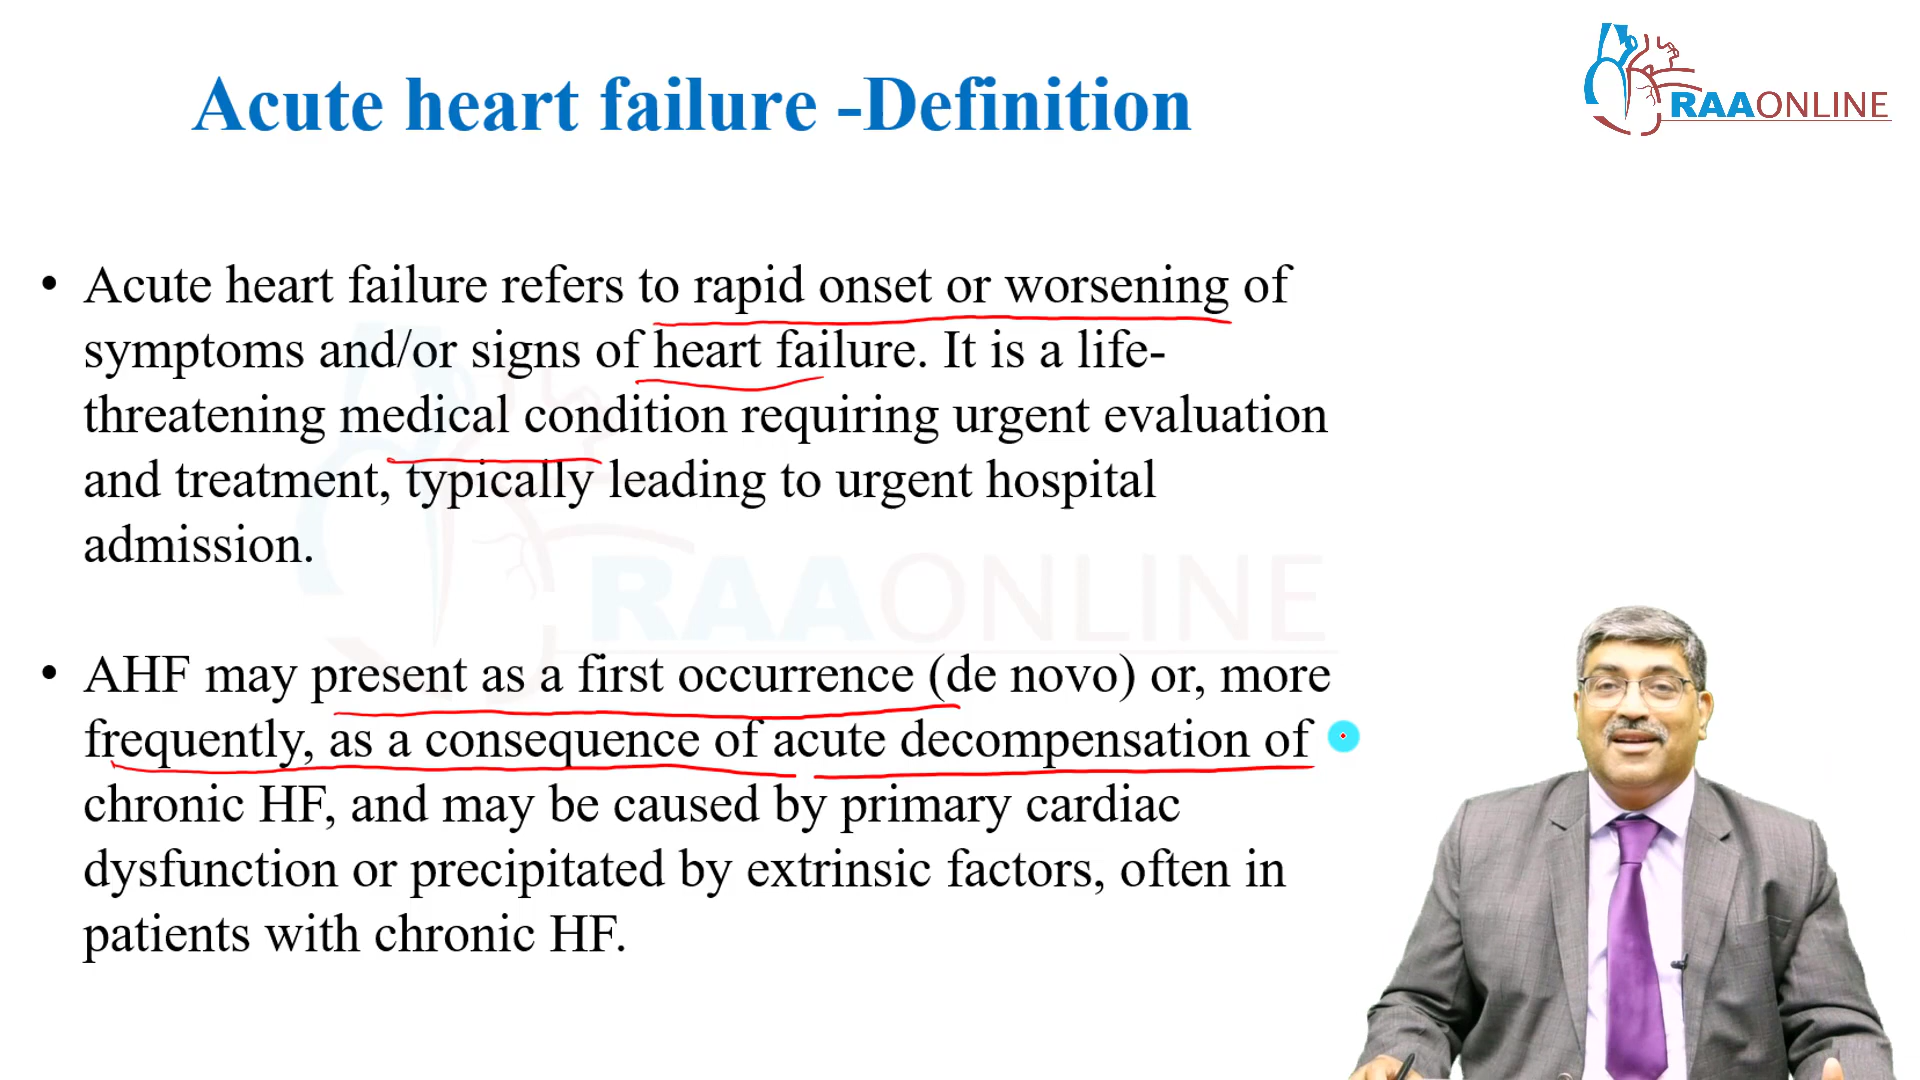 Acute heart failure -Definition
RAAONLINE
• Acute heart failure refers to rapid onset or worsening of
symptoms and/or signs of heart failure. It is a life-
threatening medical condition requiring urgent evaluation
and treatment, typically leading to urgent hospital
admission.
RAAONLINE
• AHF may present as a first occurrence (de novo) or, more
frequently, as a consequence of acute decompensation of
chronic HF, and may be caused by primary cardiac
dysfunction or precipitated by extrinsic factors, often in
patients with chronic HF.